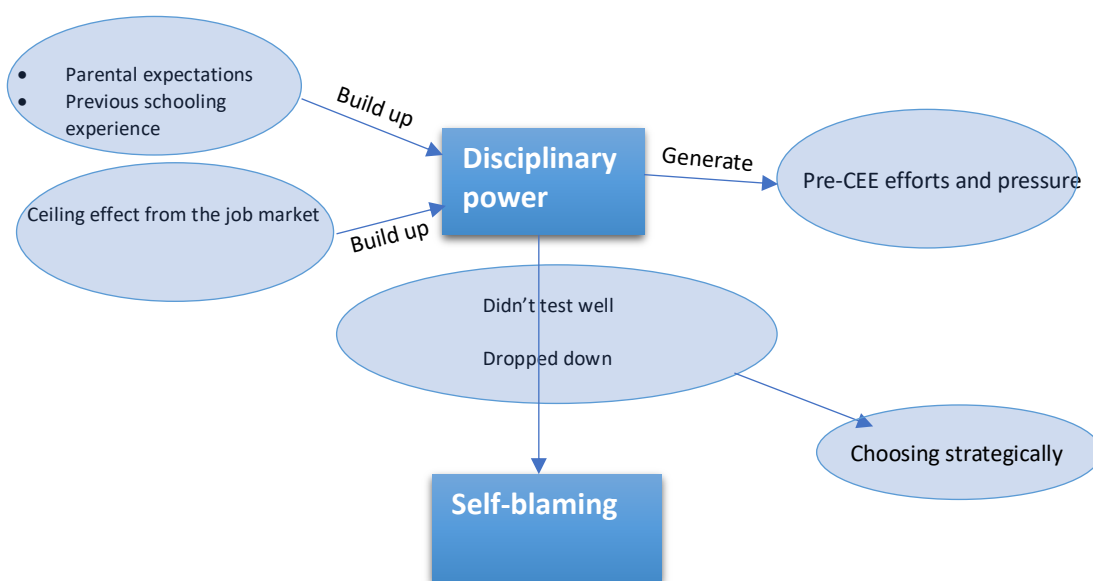 • Parental expectations
• Previous schooling
experience
Build up
Disciplinary
power
Generate
Pre-CEE efforts and pressure
Ceiling effect from the job market
Build up
Didn’t test well
Dropped down
Choosing strategically
Self-blaming